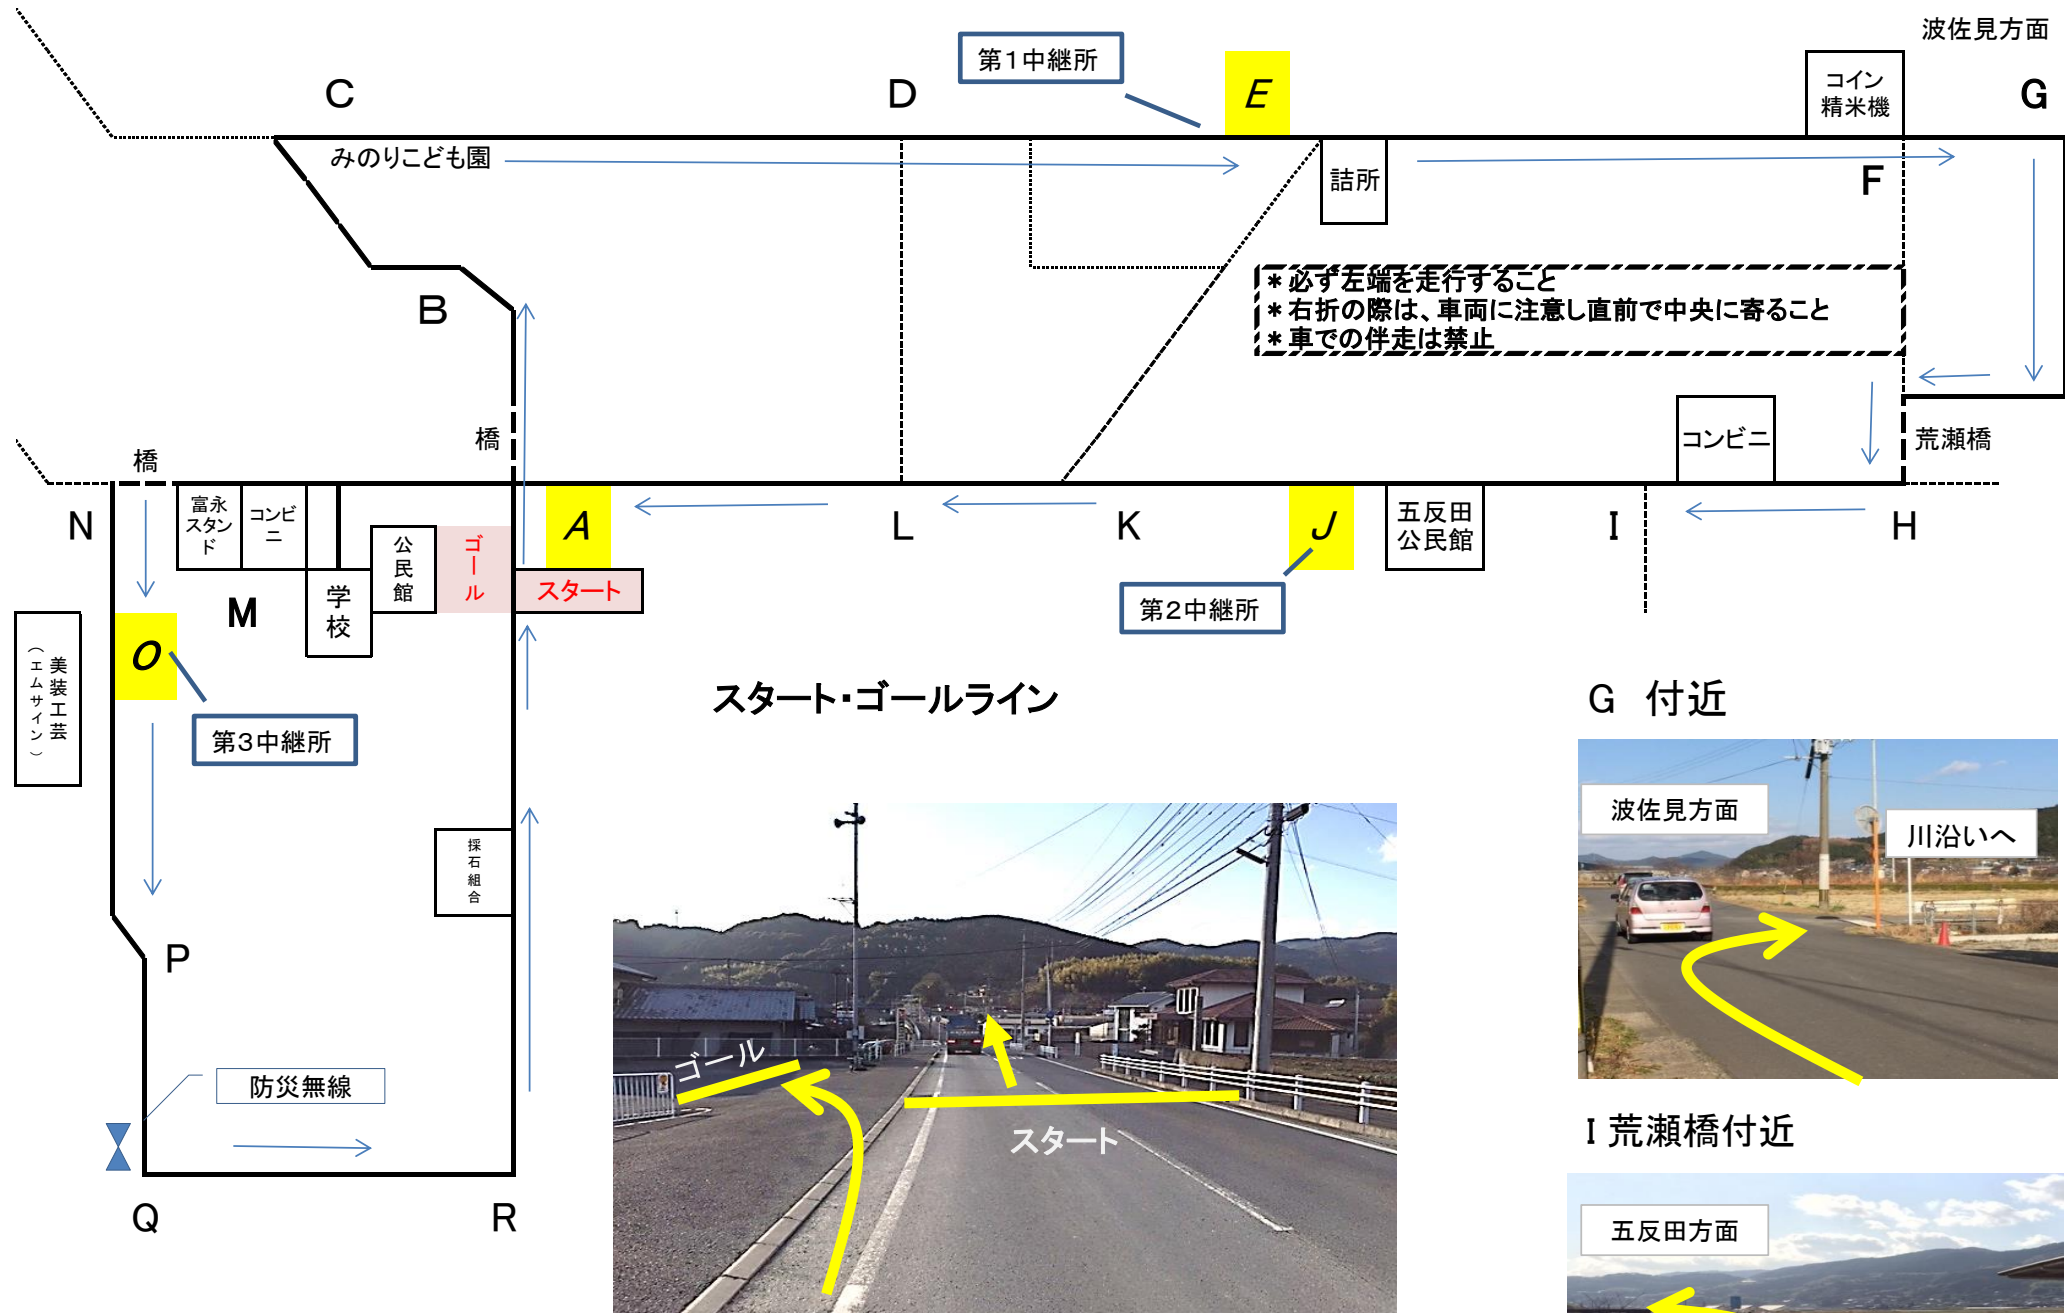 波佐見方面
第1中継所
C
D
E
コイン
精米機
G
みのりこども園
詰所
F
B
＊必ず左端を走行すること
＊右折の際は、車両に注意し直前で中央に寄ること
＊車での伴走は禁止
橋
橋
コンビニ
荒瀬橋
N
富永
スタン
ド
コンビ
ニ
公民館
ゴール
A
L
K
J
五反田
公民館
I
H
M
学校
スタート
第2中継所
O
美装工芸
（エムサイン）
第3中継所
スタート・ゴールライン
G 付近
波佐見方面
川沿いへ
採石組合
P
ゴール
スタート
防災無線
I 荒瀬橋付近
Q
R
五反田方面